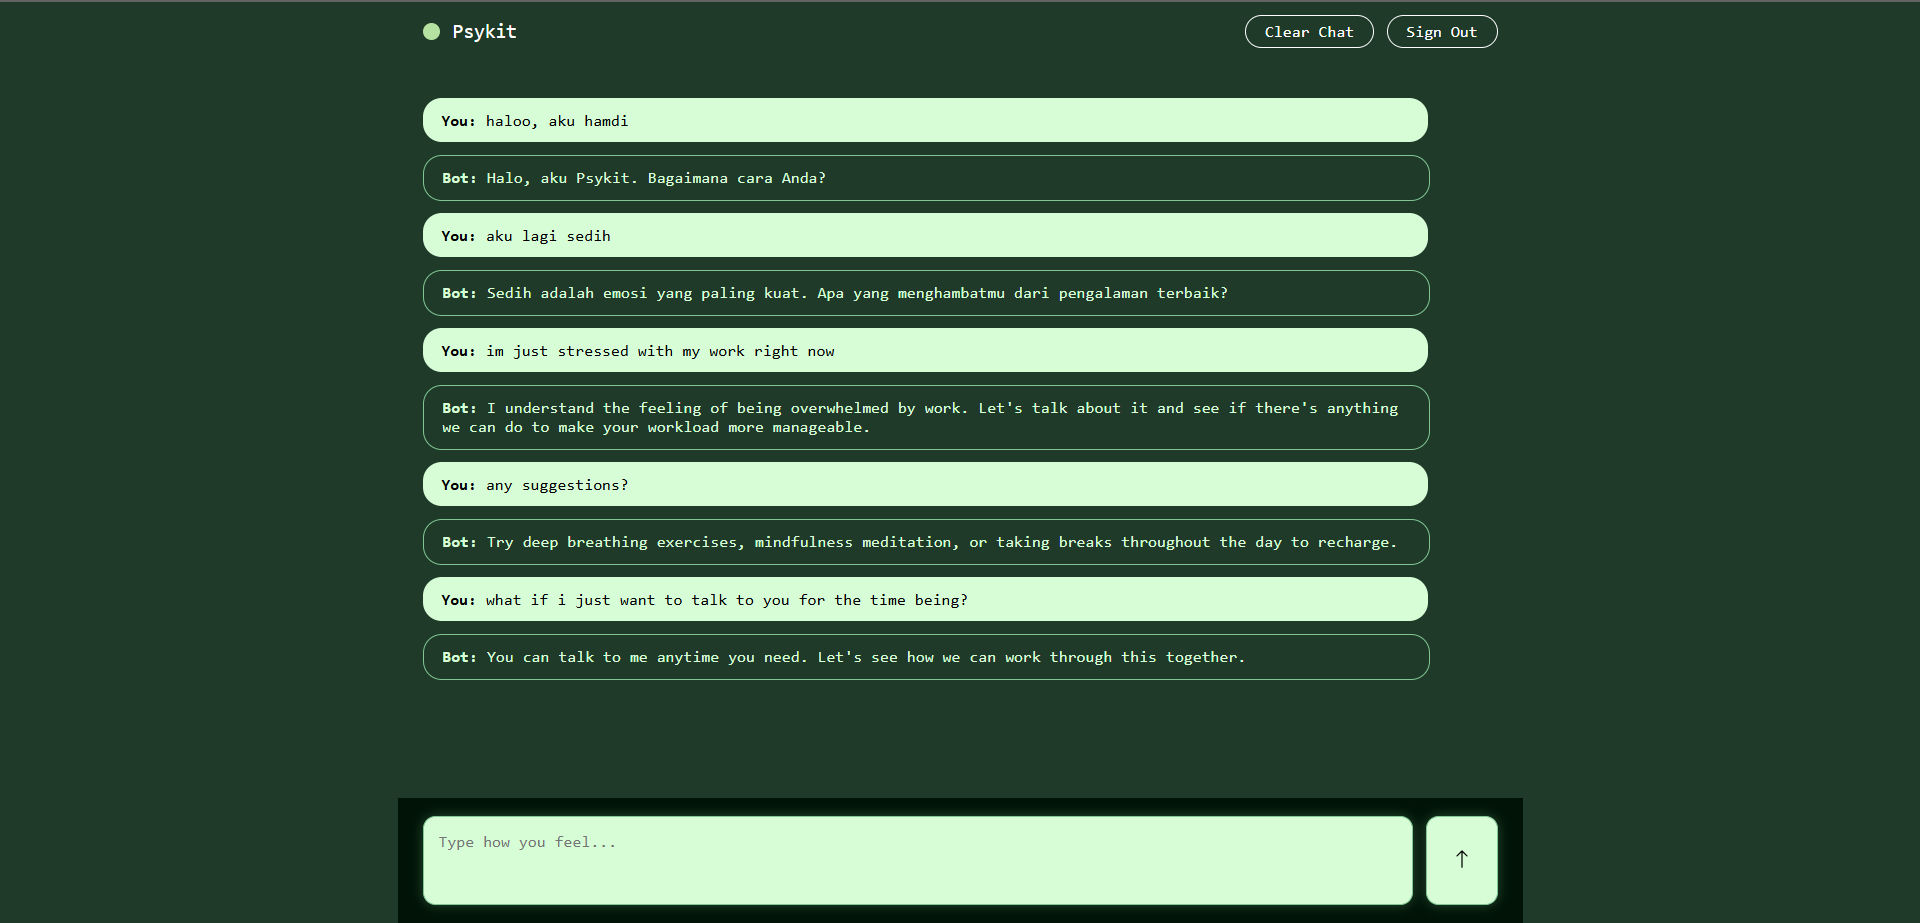 Psykit
Clear Chat
Sign Out
You: haloo, aku hamdi
Bot: Halo, aku Psykit. Bagaimana cara Anda?
You: aku lagi sedih
Bot: Sedih adalah emosi yang paling kuat. Apa yang menghambatmu dari pengalaman terbaik?
You: im just stressed with my work right now
Bot: I understand the feeling of being overwhelmed by work. Let's talk about it and see if there's anything
we can do to make your workload more manageable.
You: any suggestions?
Bot: Try deep breathing exercises, mindfulness meditation, or taking breaks throughout the day to recharge.
You: what if i just want to talk to you for the time being?
Bot: You can talk to me anytime you need. Let's see how we can work through this together.
Type how you feel...